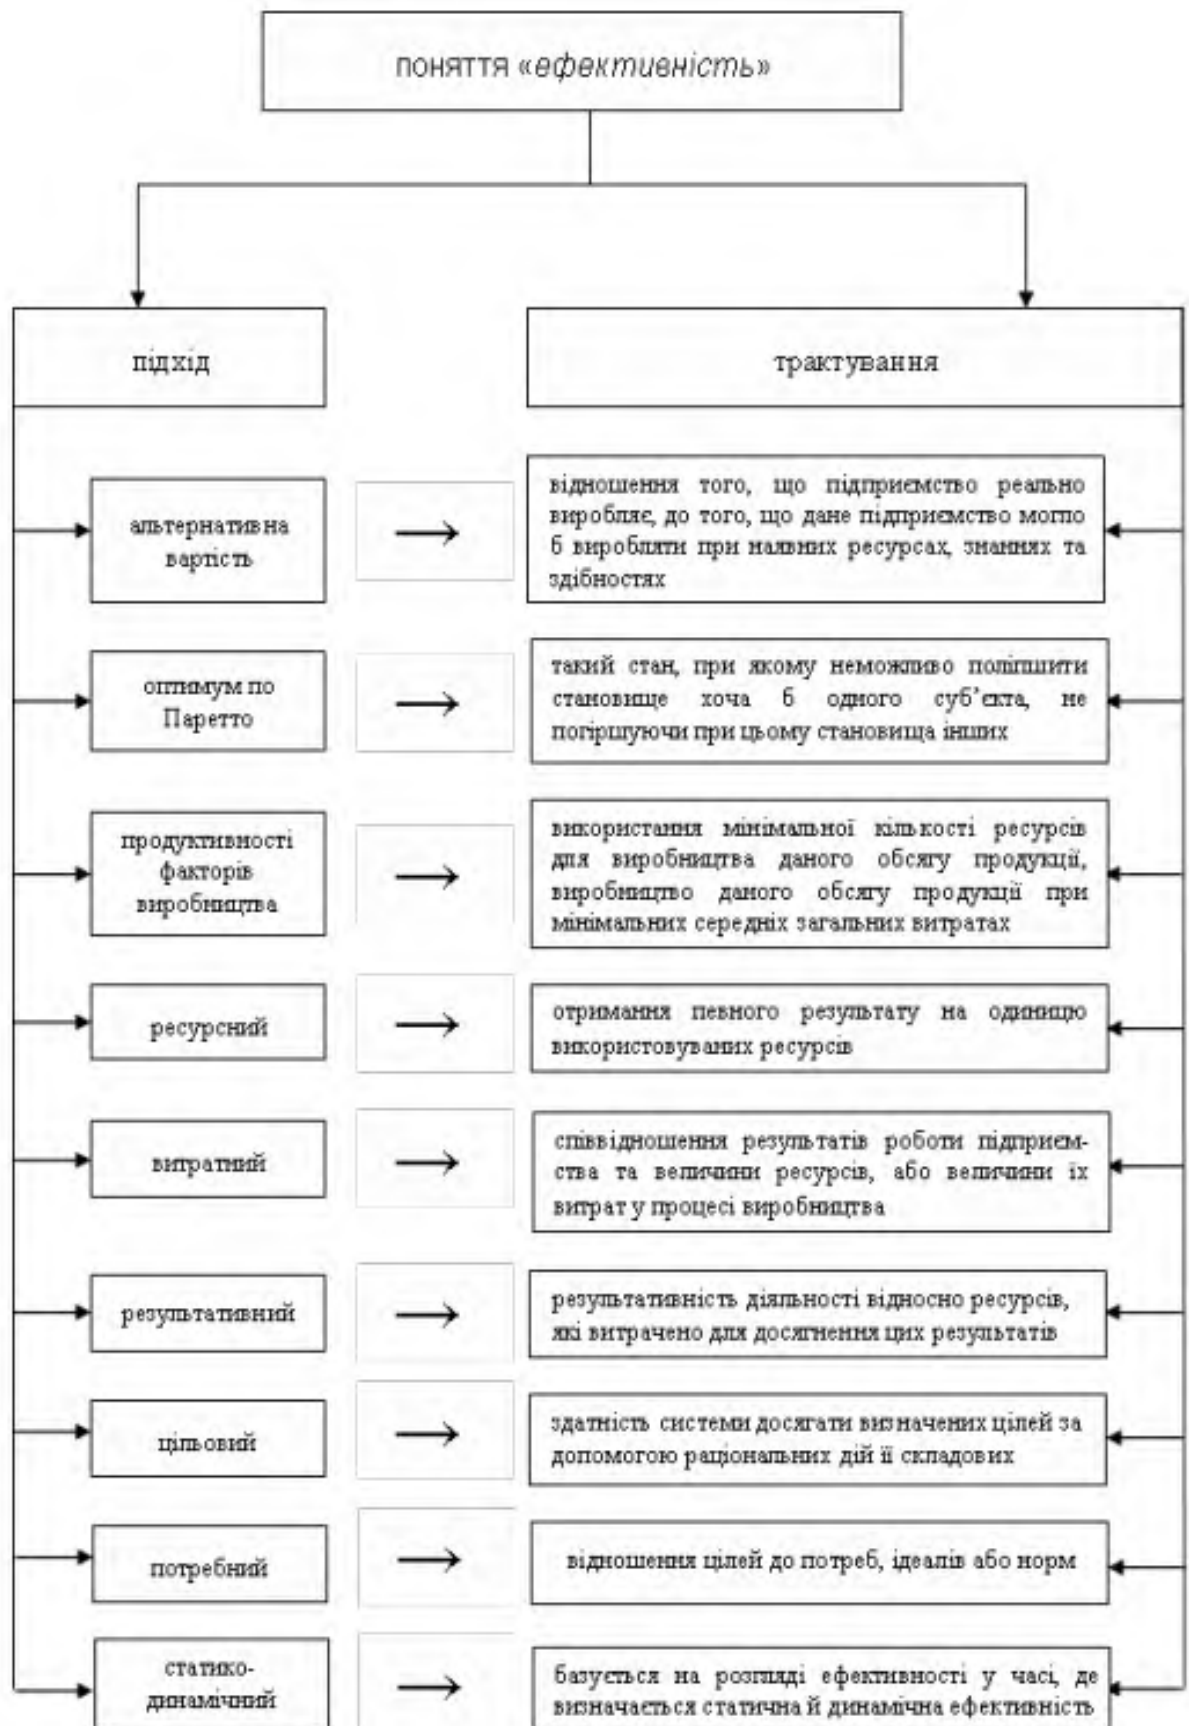 поняття «ефективність»
підхід
трактування
альтернативна
вартість
відношення того, що підприємство реально
виробляє, до того, що дане підприємство могло
б виробляти при наявних ресурсах, знаннях та
здібностях
оптимум по
Паретто
такий стан, при якому неможливо поліпшити
становище хоча б одного суб’єкта, не
погіршуючи при цьому становища інших
продуктивності
факторів
виробництва
використання мінімальної кількості ресурсів
для виробництва даного обсягу продукції,
виробництво даного обсягу продукції при
мінімальних середніх загальних витратах
ресурсний
отримання певного результату на одиницю
використовуваних ресурсів
витратний
співвідношення результатів роботи підприєм-
ства та величини ресурсів, або величини їх
витрат у процесі виробництва
результативний
результативність діяльності відносно ресурсів,
які витрачено для досягнення цих результатів
цільовий
здатність системи досягати визначених цілей за
допомогою раціональних дій її складових
потребний
відношення цілей до потреб, ідеалів або норм
статико-
динамічний
базується на розгляді ефективності у часі, де
визначається статична й динамічна ефективність